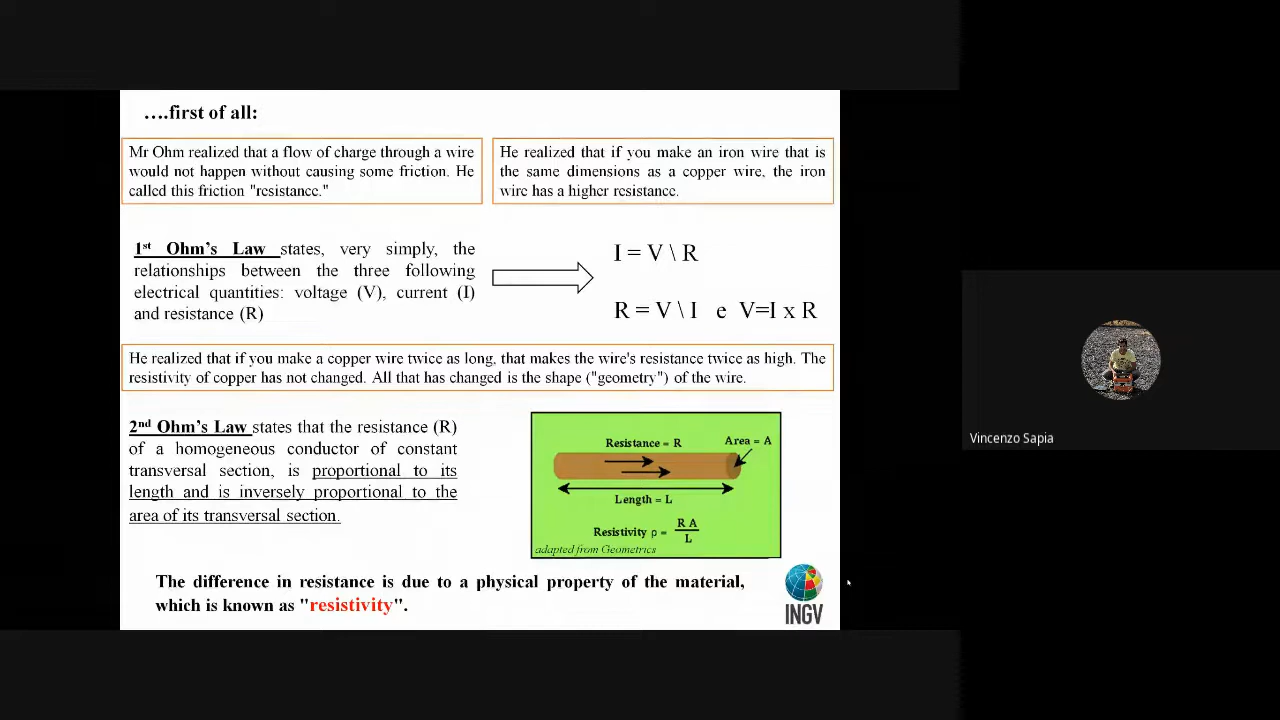 ….first of all:
Mr Ohm realized that a flow of charge through a wire
would not happen without causing some friction. He
called this friction "resistance."
He realized that if you make an iron wire that is
the same dimensions as a copper wire, the iron
wire has a higher resistance.
1st Ohm's Law states, very simply, the
relationships between the three following
electrical quantities: voltage (V), current (I)
and resistance (R)
I = V \ R
R = V \ I e V=I x R
He realized that if you make a copper wire twice as long, that makes the wire's resistance twice as high. The
resistivity of copper has not changed. All that has changed is the shape ("geometry") of the wire.
2nd Ohm's Law states that the resistance (R)
of a homogeneous conductor of constant
transversal section, is proportional to its
length and is inversely proportional to the
area of its transversal section.
Resistance = R
Area = A
Length = L
Resistivity ρ = R A
L
adapted from Geometrics
The difference in resistance is due to a physical property of the material,
which is known as "resistivity".
INGV
Vincenzo Sapia